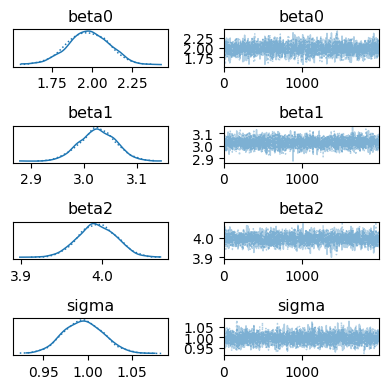 beta0 beta0
2.25
2.00
1.75
1.75 2.00 2.25 0 1000
beta1 beta1
3.1
3.0
2.9
2.9 3.0 3.1 0 1000
beta2 beta2
4.0
3.9
3.9 4.0 0 1000
sigma sigma
1.05
1.00
0.95
0.95 1.00 1.05 0 1000